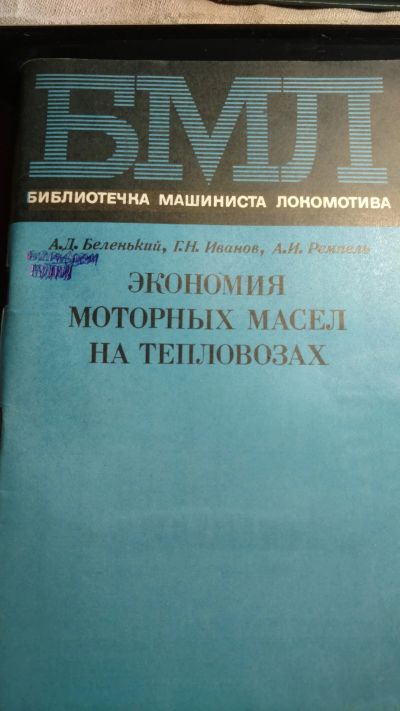 БМЛ
БИБЛИОТЕЧКА МАШИНИСТА ЛОКОМОТИВА
А.Д. Беленький, Г.Н. Иванов, А.И. Ремпель
ЭКОНОМИЯ
МОТОРНЫХ МАСЕЛ
НА ТЕПЛОВОЗАХ